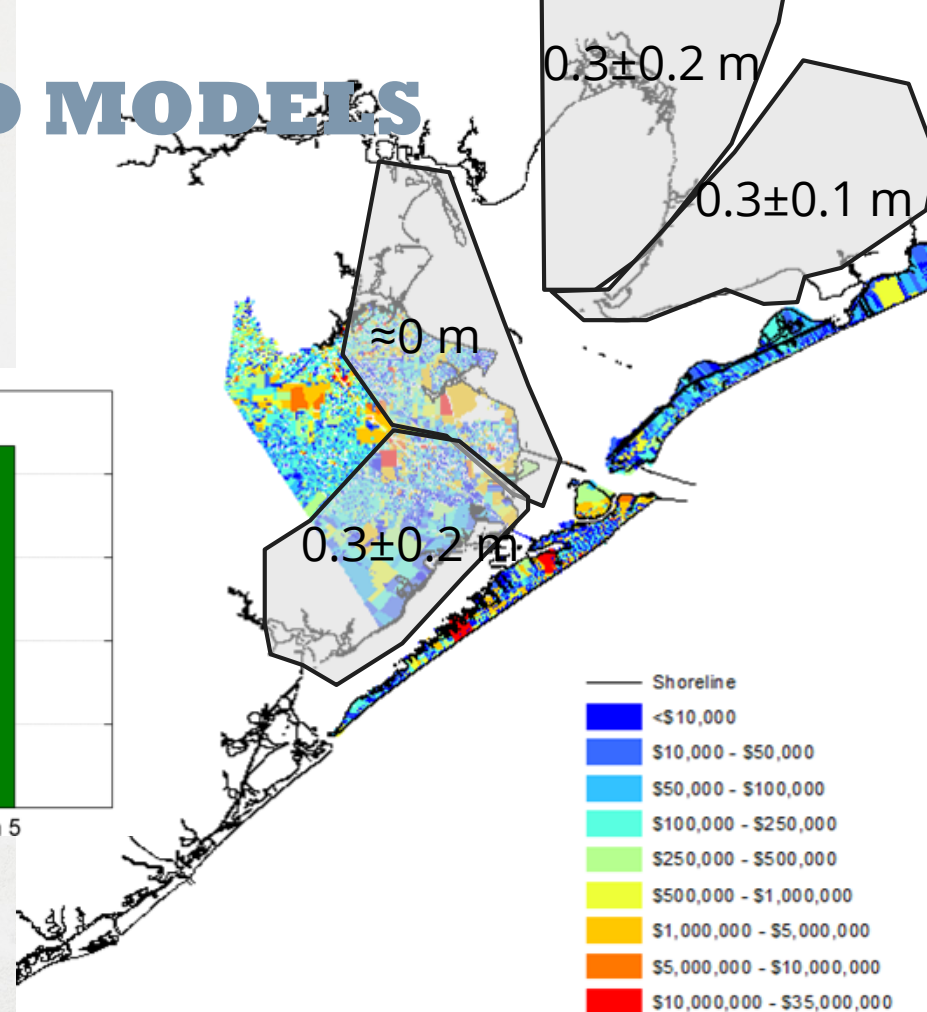 0.3±0.2 m
MODELS
0.3±0.1 m
≈0 m
0.3±0.2 m
Shoreline
<$10,000
$10,000 - $50,000
$50,000 - $100,000
$100,000 - $250,000
$250,000 - $500,000
$500,000 - $1,000,000
$1,000,000 - $5,000,000
$5,000,000 - $10,000,000
$10,000,000 - $35,000,000
5